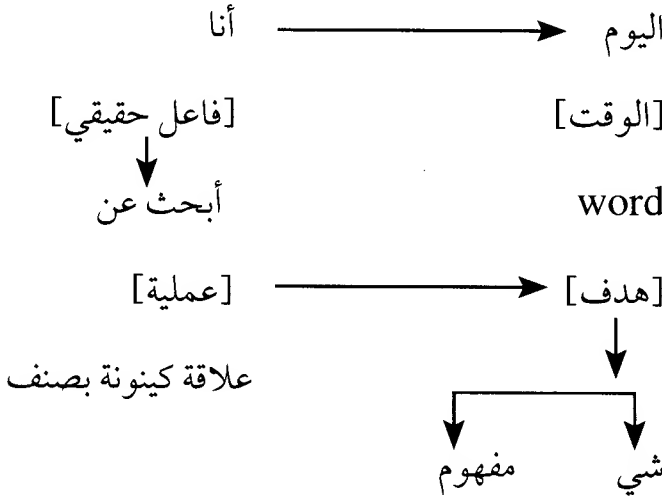 اليوم أنا
[الوقت] [فاعل حقيقي]
word أبحث عن
[هدف] [عملية]
علاقة كينونة بصنف
شي مفهوم